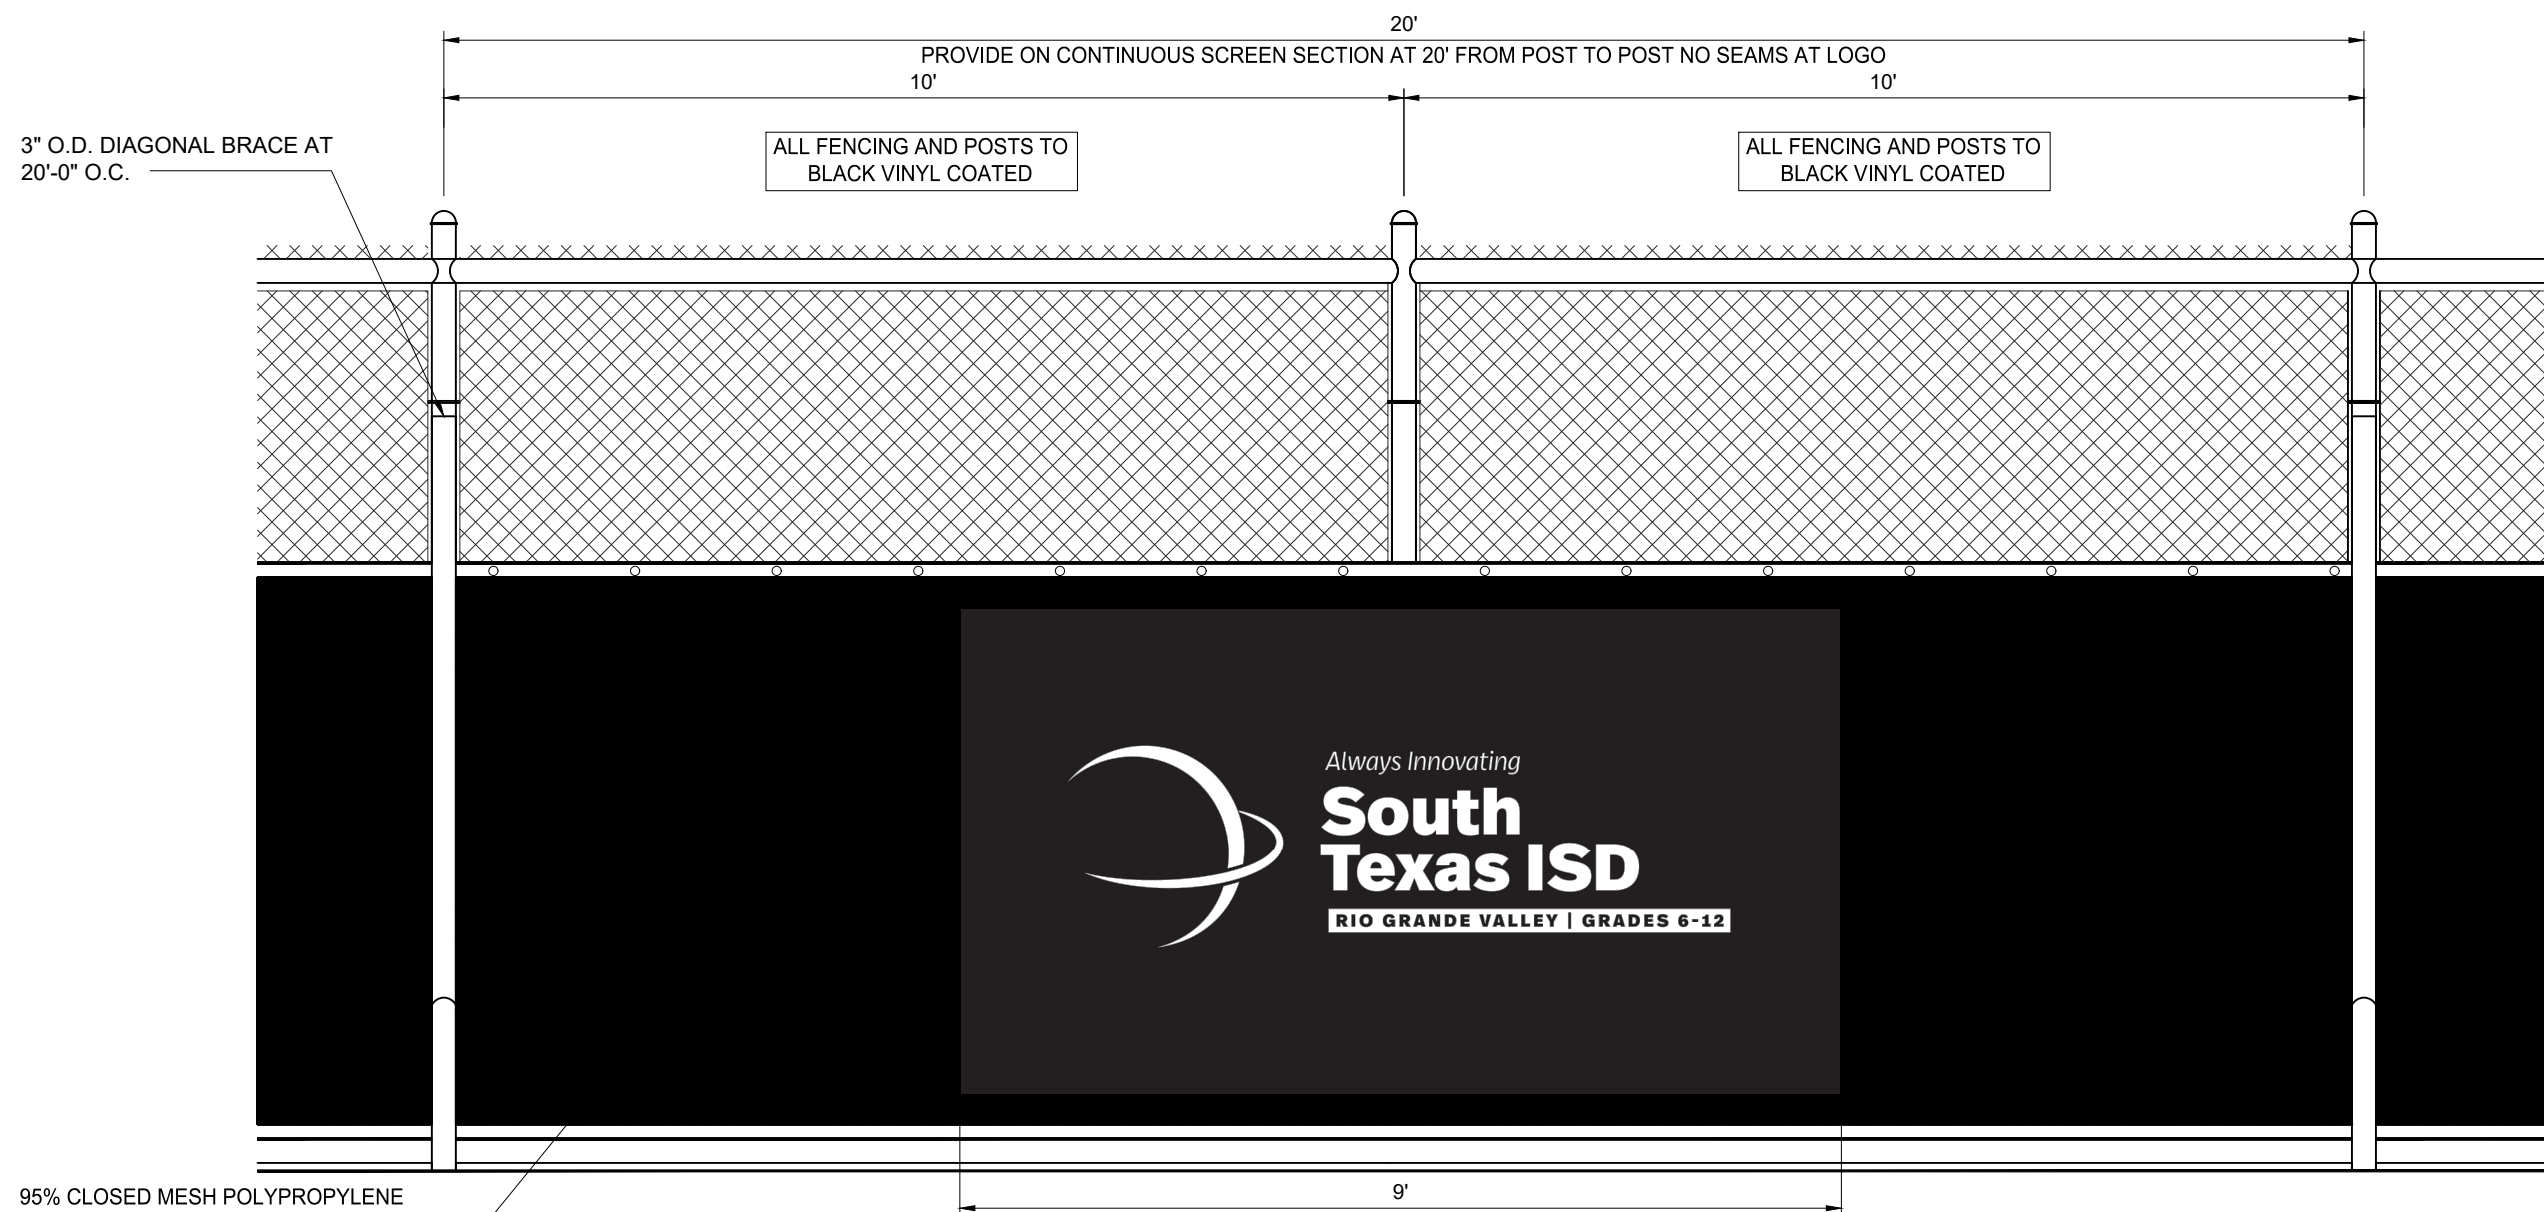 20'
PROVIDE ON CONTINUOUS SCREEN SECTION AT 20' FROM POST TO POST NO SEAMS AT LOGO
10'
10'
3" O.D. DIAGONAL BRACE AT
20'-0" O.C.
ALL FENCING AND POSTS TO
BLACK VINYL COATED
ALL FENCING AND POSTS TO
BLACK VINYL COATED
Always Innovating
South
Texas ISD
RIO GRANDE VALLEY | GRADES 6-12
95% CLOSED MESH POLYPROPYLENE
9'